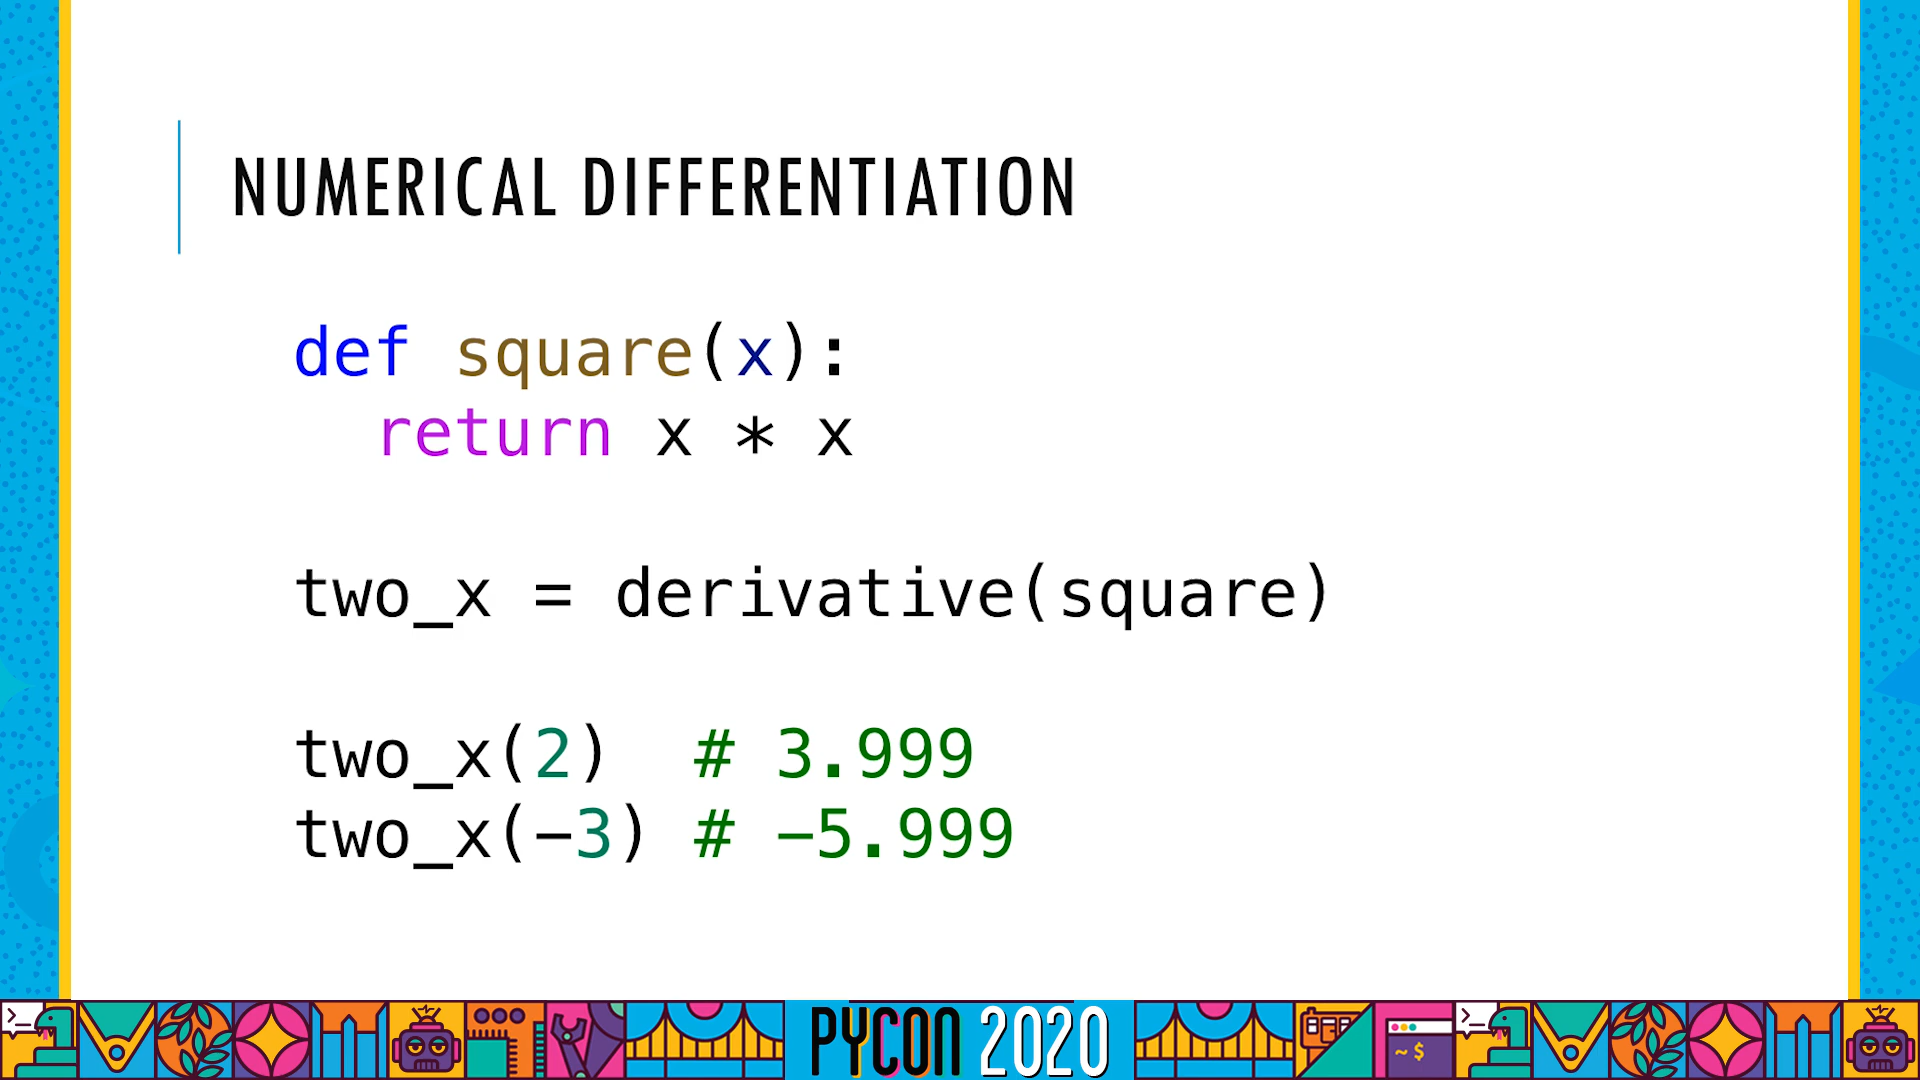 NUMERICAL DIFFERENTIATION
def square(x):
  return x * x
two_x = derivative(square)
two_x(2)  # 3.999
two_x(−3) # −5.999
PYCON 2020
~ $